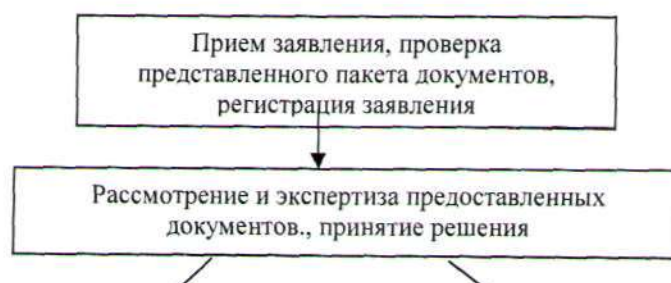 Прием заявления, проверка
представленного пакета документов,
регистрация заявления
Рассмотрение и экспертиза предоставленных
документов., принятие решения